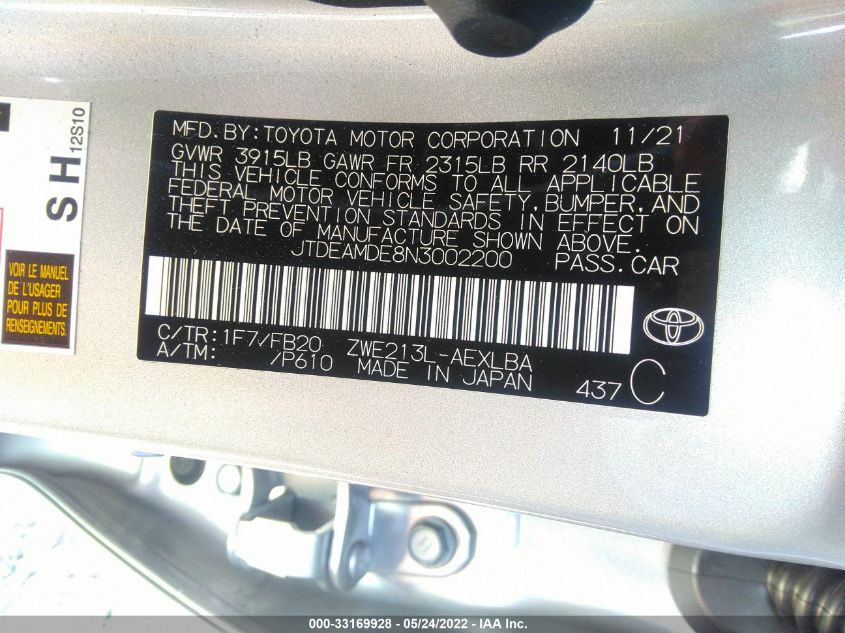 SH 12S10
VOIR LE MANUEL
DE L'USAGER
POUR PLUS DE
RENSEIGNEMENTS.
MFD. BY: TOYOTA MOTOR CORPORATION 11/21
GVWR 3915LB GAWR FR 2315LB RR 2140LB
THIS VEHICLE CONFORMS TO ALL APPLICABLE
FEDERAL MOTOR VEHICLE SAFETY, BUMPER, AND
THEFT PREVENTION STANDARDS IN EFFECT ON
THE DATE OF MANUFACTURE SHOWN ABOVE.
JTDEAMDE8N3002200 PASS. CAR
C/TR: 1F7/FB20 ZWE213L-AEXLBA
A/TM: /P610 MADE IN JAPAN
437 C
000-33169928 - 05/24/2022 - IAA Inc.